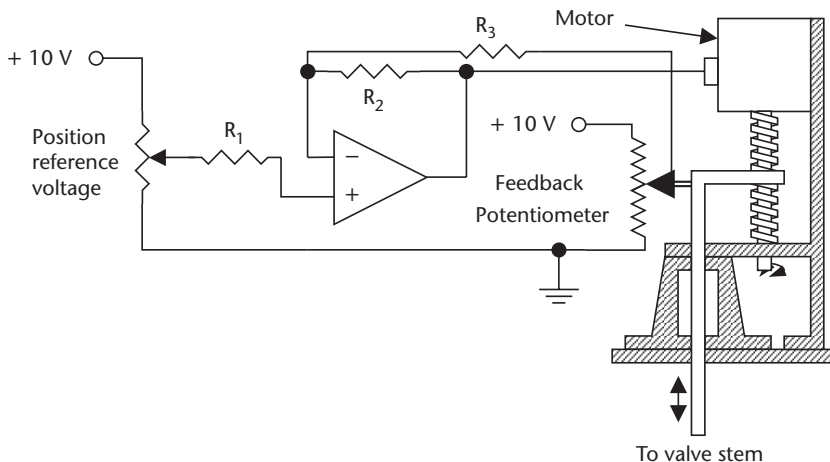 Motor
R3
+ 10 V
R2
R1
+ 10 V
Position
reference
voltage
−
+
Feedback
Potentiometer
To valve stem